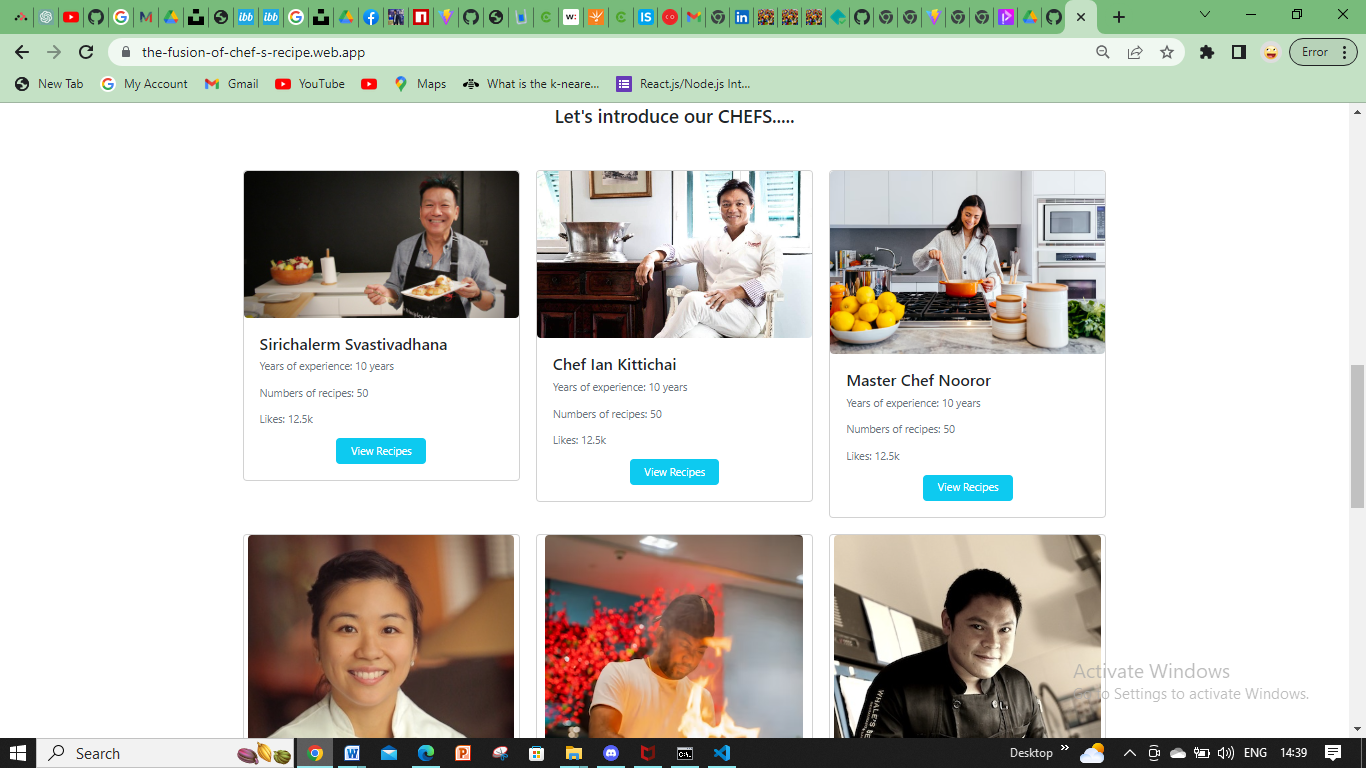 the-fusion-of-chef-s-recipe.web.app
Error
New Tab
My Account
Gmail
YouTube
Maps
What is the k-neare...
React.js/Node.js Int...
Let's introduce our CHEFS.....
Sirichalerm Svastivadhana
Years of experience: 10 years
Numbers of recipes: 50
Likes: 12.5k
View Recipes
Chef Ian Kittichai
Years of experience: 10 years
Numbers of recipes: 50
Likes: 12.5k
View Recipes
Master Chef Nooror
Years of experience: 10 years
Numbers of recipes: 50
Likes: 12.5k
View Recipes
Activate Windows
Go to Settings to activate Windows.
Search
Desktop
ENG
14:39